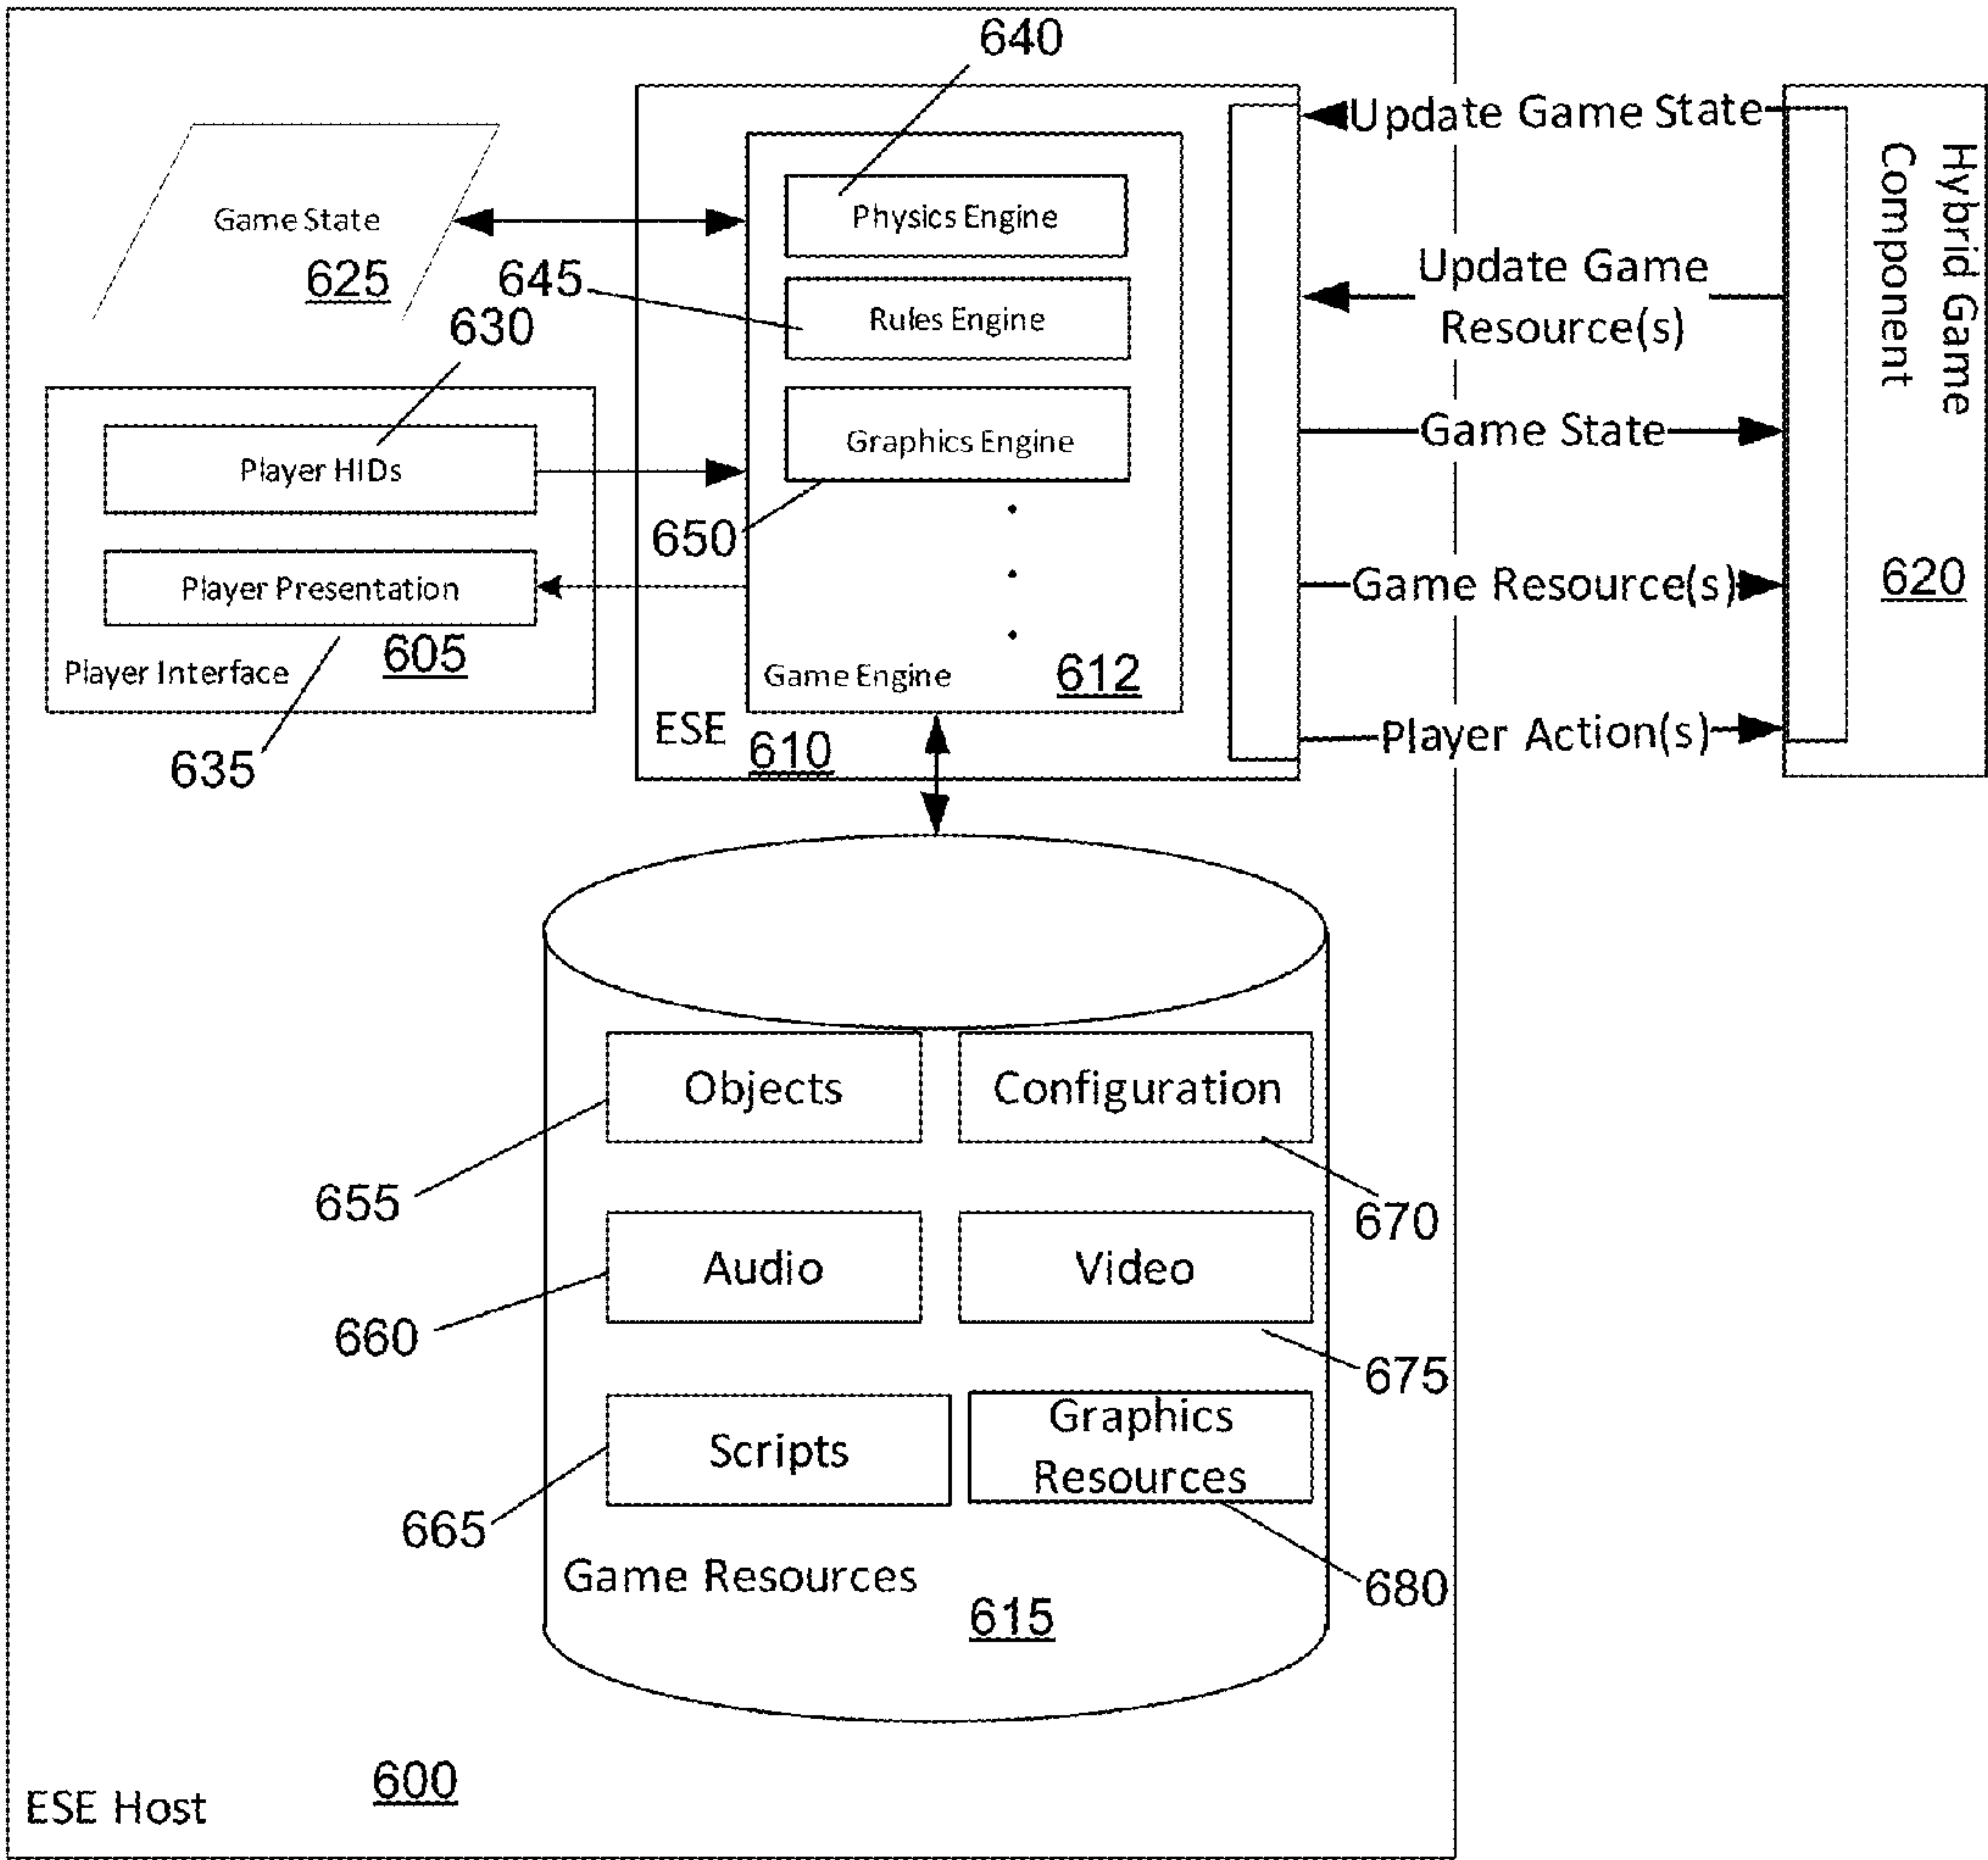 640
Update Game State
Game State
625
Physics Engine
645
Rules Engine
Update Game
Resource(s)
Hybrid Game
Component
630
Player HIDs
Graphics Engine
Game State
650
Player Presentation
605
Player Interface
635
Game Resource(s)
620
Game Engine
612
ESE
610
Player Action(s)
Objects
Configuration
655
670
Audio
Video
660
675
Scripts
Graphics
Resources
665
Game Resources
680
615
600
ESE Host